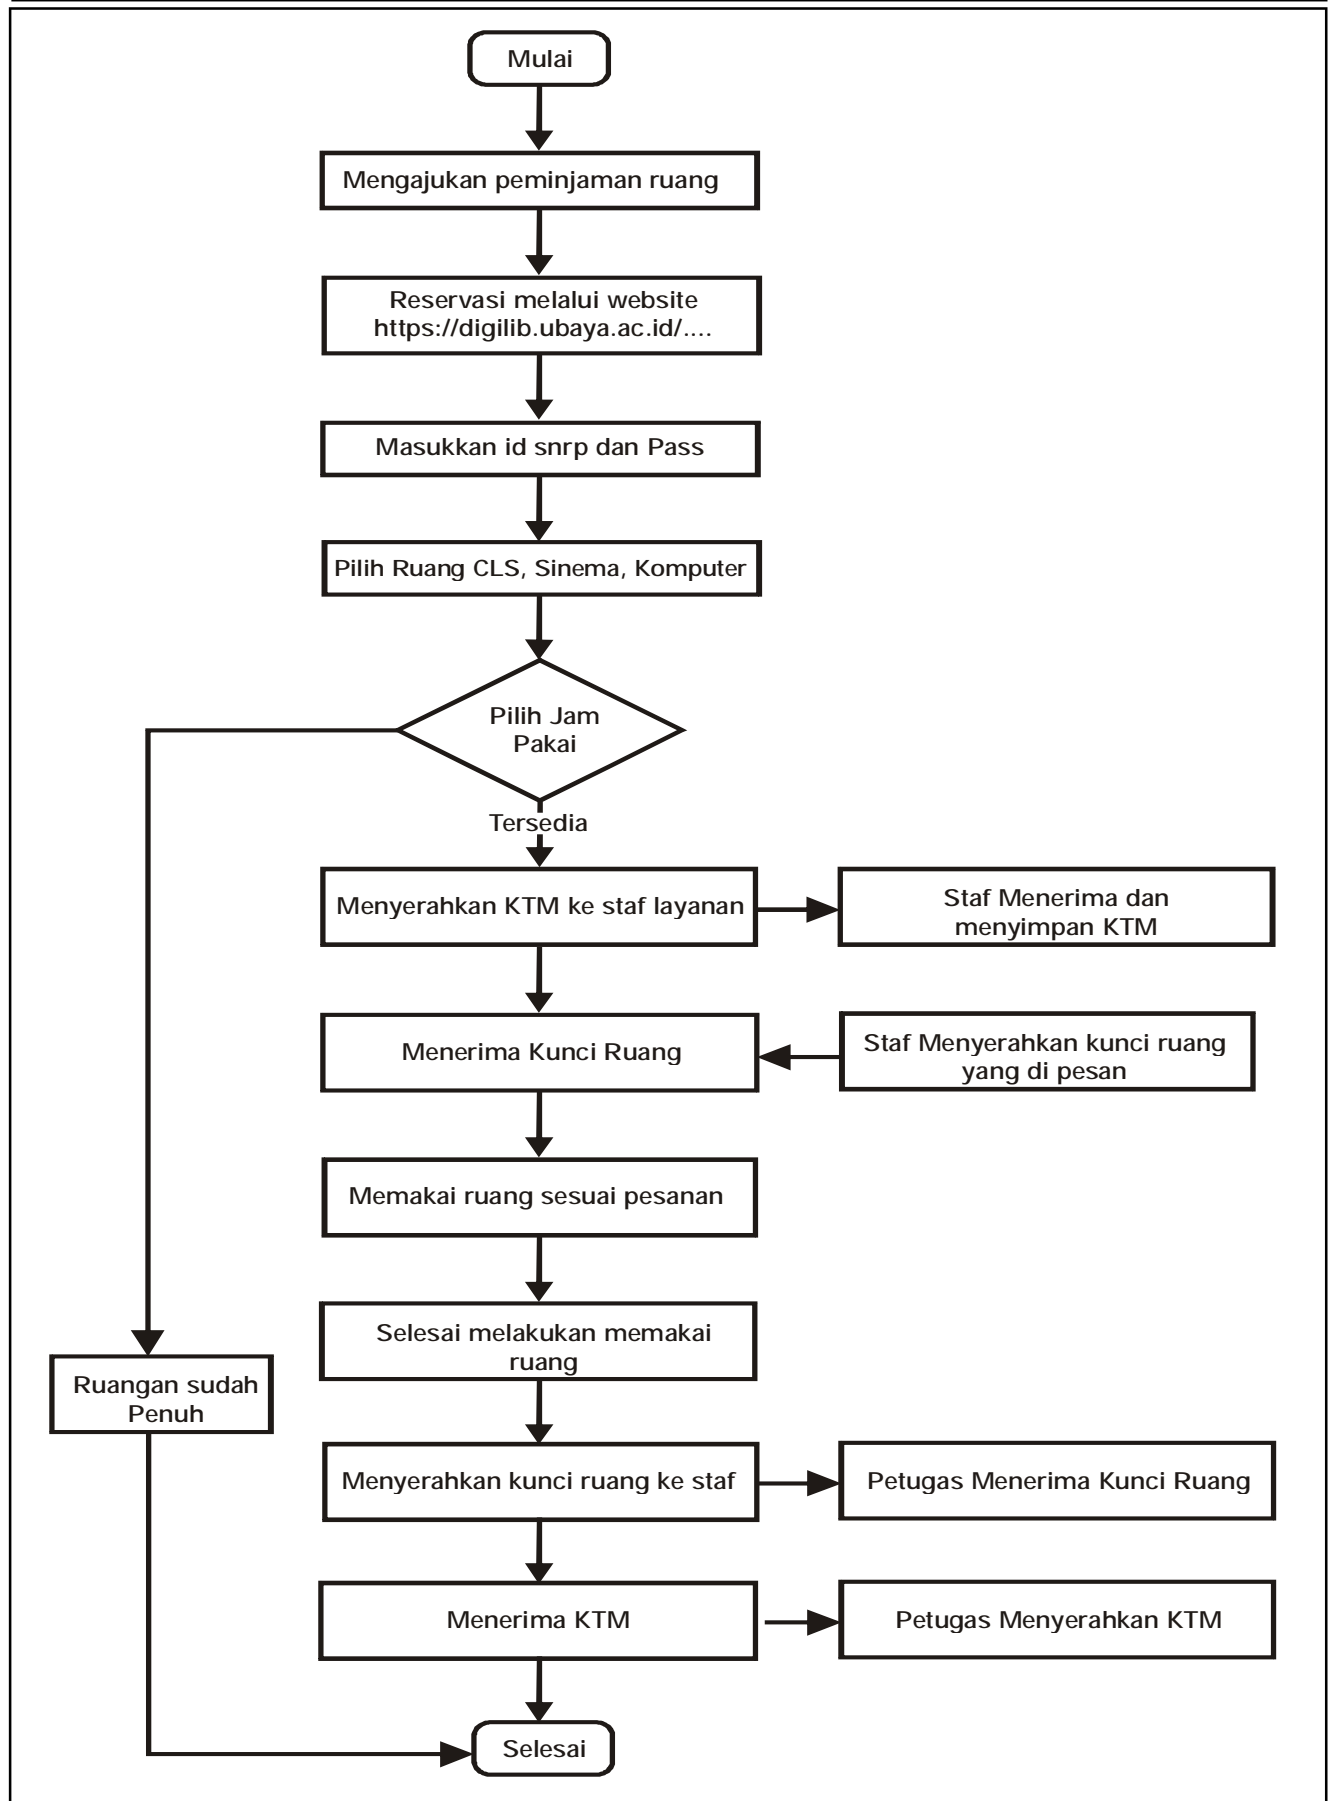 Mulai
Mengajukan peminjaman ruang
Reservasi melalui website
https://digilib.ubaya.ac.id/....
Masukkan id snrp dan Pass
Pilih Ruang CLS, Sinema, Komputer
Pilih Jam
Pakai
Tersedia
Menyerahkan KTM ke staf layanan
Staf Menerima dan
menyimpan KTM
Menerima Kunci Ruang
Staf Menyerahkan kunci ruang
yang di pesan
Memakai ruang sesuai pesanan
Selesai melakukan memakai
ruang
Ruangan sudah
Penuh
Menyerahkan kunci ruang ke staf
Petugas Menerima Kunci Ruang
Menerima KTM
Petugas Menyerahkan KTM
Selesai